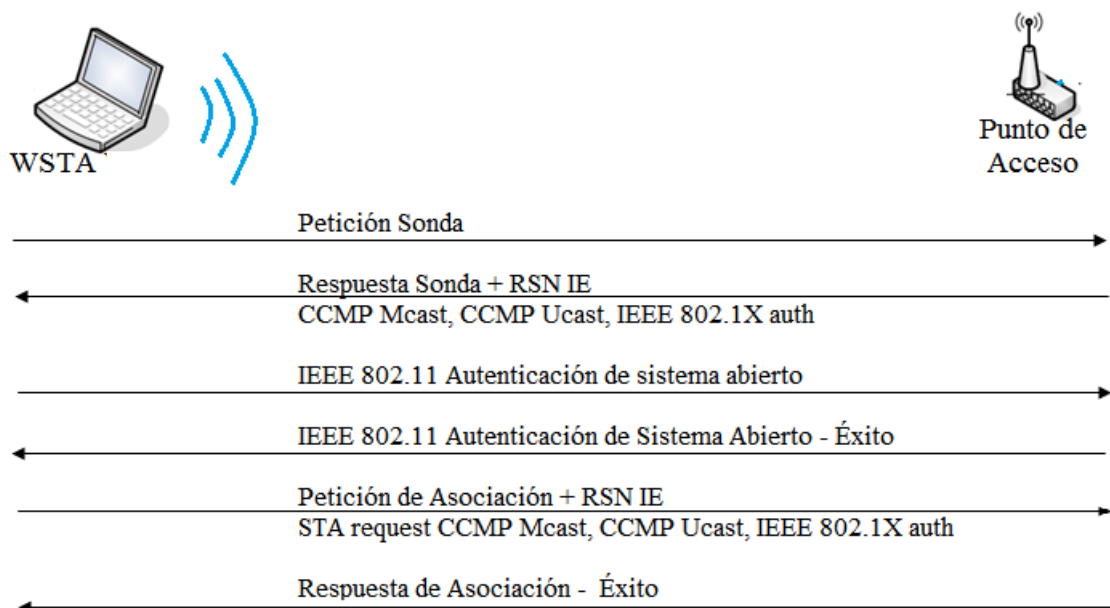 WSTA
Punto de
Acceso
Petición Sonda
Respuesta Sonda + RSN IE
CCMP Mcast, CCMP Ucast, IEEE 802.1X auth
IEEE 802.11 Autenticación de sistema abierto
IEEE 802.11 Autenticación de Sistema Abierto - Éxito
Petición de Asociación + RSN IE
STA request CCMP Mcast, CCMP Ucast, IEEE 802.1X auth
Respuesta de Asociación - Éxito